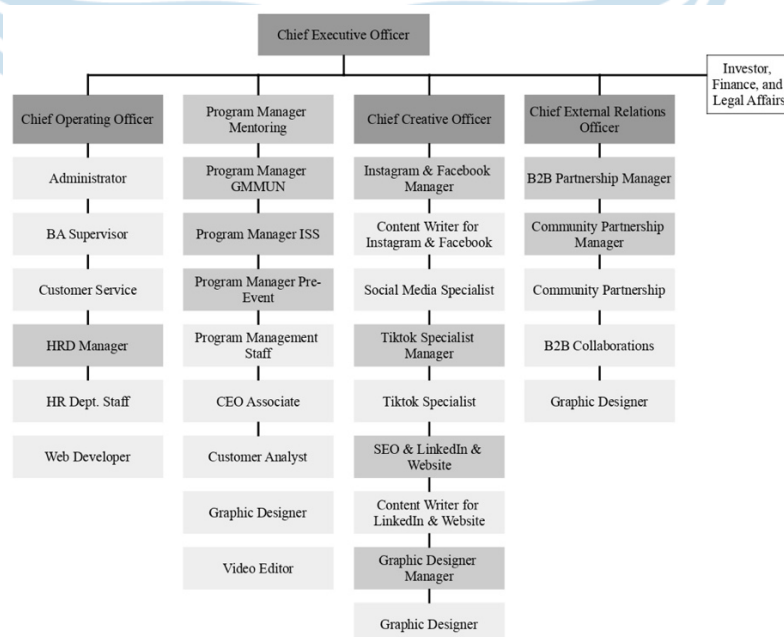 Chief Executive Officer
Investor,
Finance, and
Legal Affairs
Chief Operating Officer
Administrator
BA Supervisor
Customer Service
HRD Manager
HR Dept. Staff
Web Developer
Program Manager
Mentoring
Program Manager
GMMUN
Program Manager ISS
Program Manager Pre-
Event
Program Management
Staff
CEO Associate
Customer Analyst
Graphic Designer
Video Editor
Chief Creative Officer
Instagram & Facebook
Manager
Content Writer for
Instagram & Facebook
Social Media Specialist
Tiktok Specialist
Manager
Tiktok Specialist
SEO & LinkedIn &
Website
Content Writer for
LinkedIn & Website
Graphic Designer
Manager
Graphic Designer
Chief External Relations
Officer
B2B Partnership Manager
Community Partnership
Manager
Community Partnership
B2B Collaborations
Graphic Designer